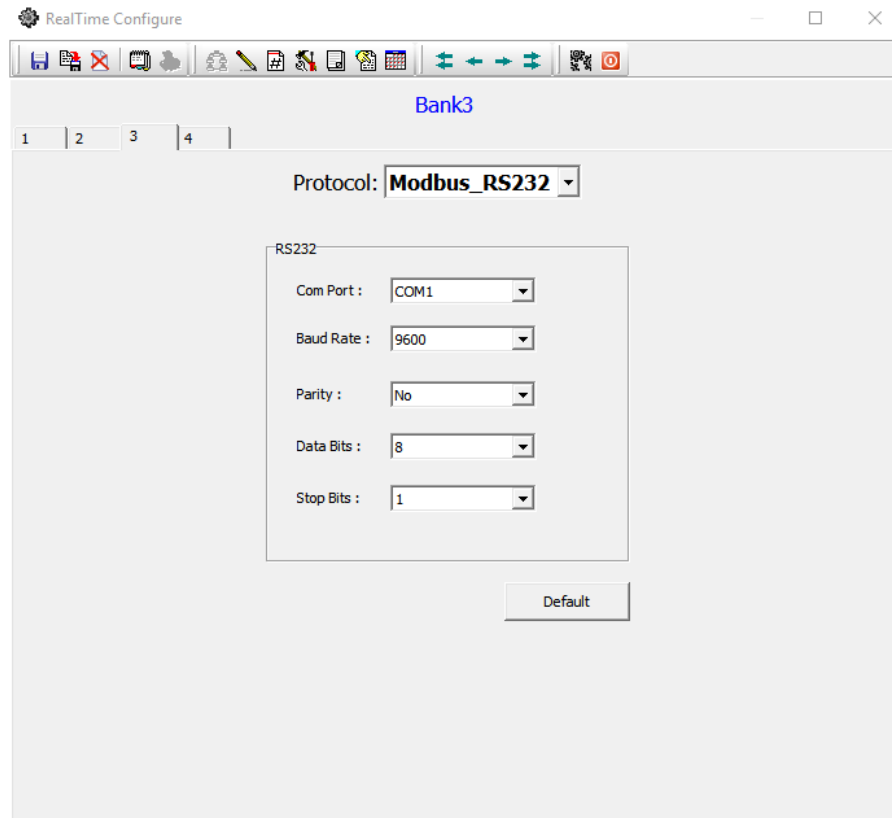 RealTime Configure
Bank3
1 2 3 4
Protocol: Modbus_RS232
RS232
Com Port : COM1
Baud Rate : 9600
Parity : No
Data Bits : 8
Stop Bits : 1
Default